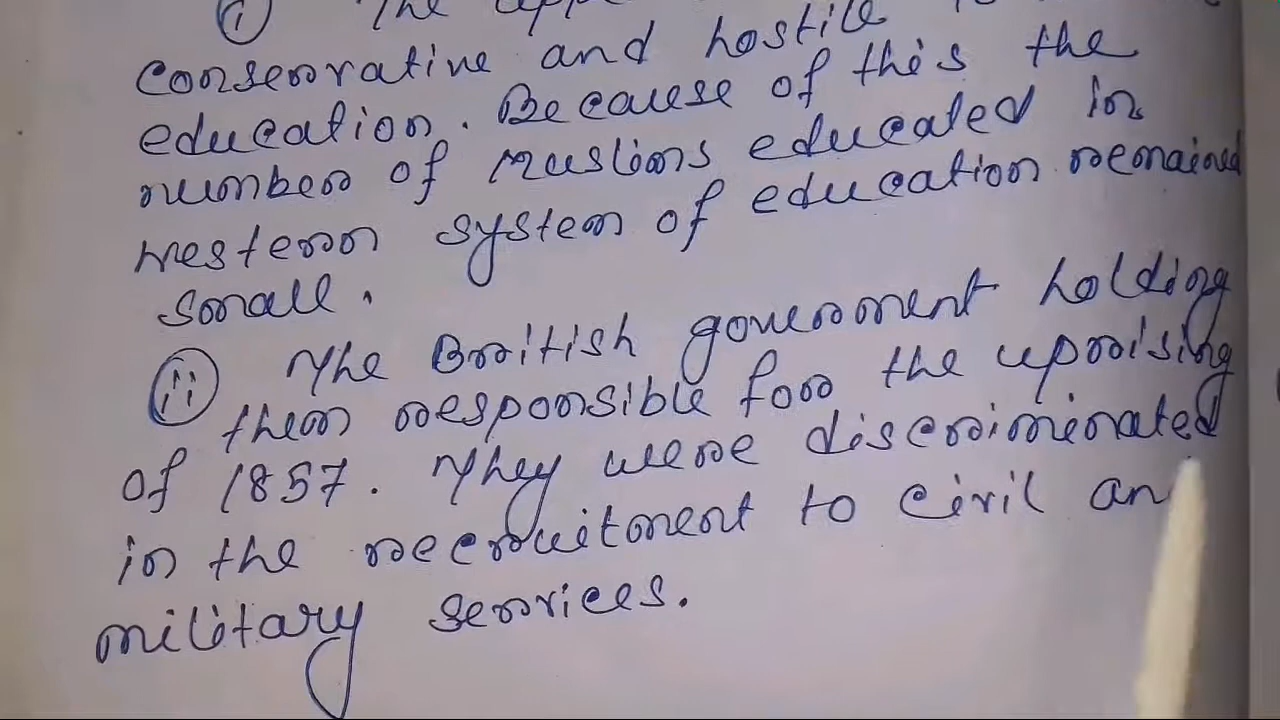 (i) The
conservative and hostile
education. Because of this the
number of Muslims educated in
western system of education remained
small.
(ii) The British government holding
them responsible for the uprising
of 1857. They were discriminated
in the recruitment to civil an
military services.